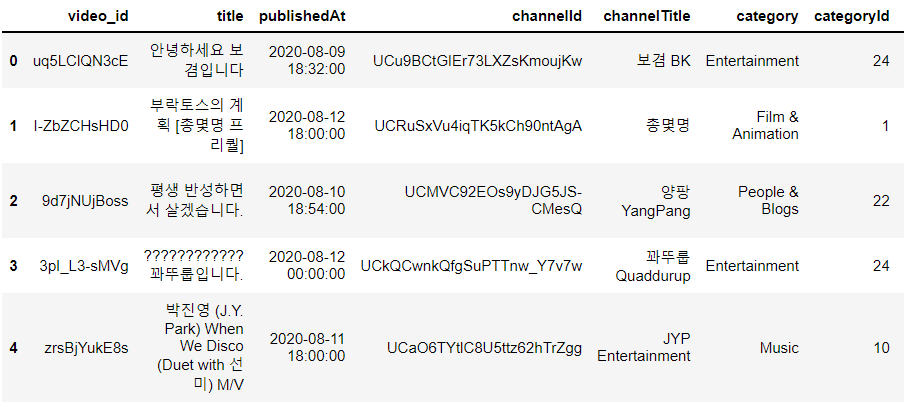 video_id title publishedAt channelId channelTitle category categoryId
0 uq5LClQN3cE 안녕하세요 보겸입니다 2020-08-09 18:32:00 UCu9BCtGIEr73LXZsKmoujKw 보겸 BK Entertainment 24
1 I-ZbZCHsHD0 부락토스의 계획 [총몇명 프리퀄] 2020-08-12 18:00:00 UCRuSxVu4iqTK5kCh90ntAgA 총몇명 Film & Animation 1
2 9d7jNUjBoss 평생 반성하면서 살겠습니다. 2020-08-10 18:54:00 UCMVC92EOs9yDJG5JS-CMesQ 양팡 YangPang People & Blogs 22
3 3pI_L3-sMVg ???????????? 꽈뚜룹입니다. 2020-08-12 00:00:00 UCkQCwnkQfgSuPTTnw_Y7v7w 꽈뚜룹 Quaddurup Entertainment 24
4 zrsBjYukE8s 박진영 (J.Y. Park) When We Disco (Duet with 선미) M/V 2020-08-11 18:00:00 UCaO6TYtlC8U5ttz62hTrZgg JYP Entertainment Music 10